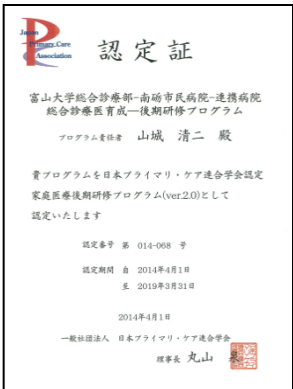 Japan
Primary Care
Association
認定証
富山大学総合診療部-南砺市民病院-連携病院
総合診療医育成―後期研修プログラム
プログラム責任者 山城 清二 殿
貴プログラムを日本プライマリ・ケア連合学会認定
家庭医療後期研修プログラム(ver.2.0)として
認定いたします
認定番号 第 014-068 号
認定期間 自 2014年4月1日
至 2019年3月31日
2014年4月1日
一般社団法人 日本プライマリ・ケア連合学会
理事長 丸山 泉